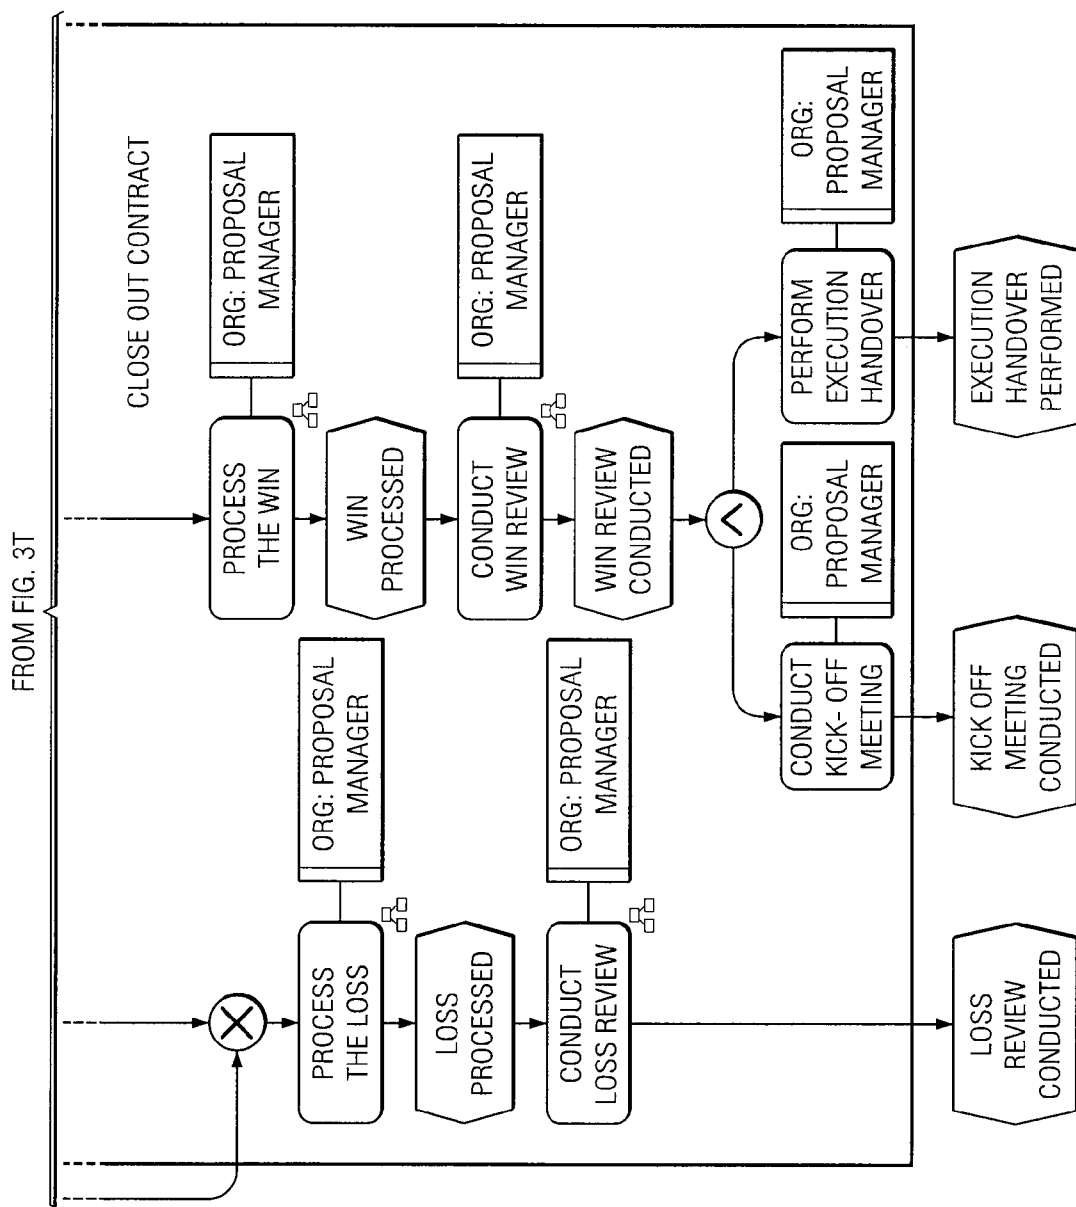 FROM FIG. 3T
CLOSE OUT CONTRACT
PROCESS
THE WIN
ORG: PROPOSAL
MANAGER
WIN
PROCESSED
CONDUCT
WIN REVIEW
ORG: PROPOSAL
MANAGER
WIN REVIEW
CONDUCTED
PROCESS
THE LOSS
ORG: PROPOSAL
MANAGER
LOSS
PROCESSED
CONDUCT
LOSS REVIEW
ORG: PROPOSAL
MANAGER
CONDUCT
KICK- OFF
MEETING
ORG:
PROPOSAL
MANAGER
PERFORM
EXECUTION
HANDOVER
ORG:
PROPOSAL
MANAGER
LOSS
REVIEW
CONDUCTED
KICK OFF
MEETING
CONDUCTED
EXECUTION
HANDOVER
PERFORMED